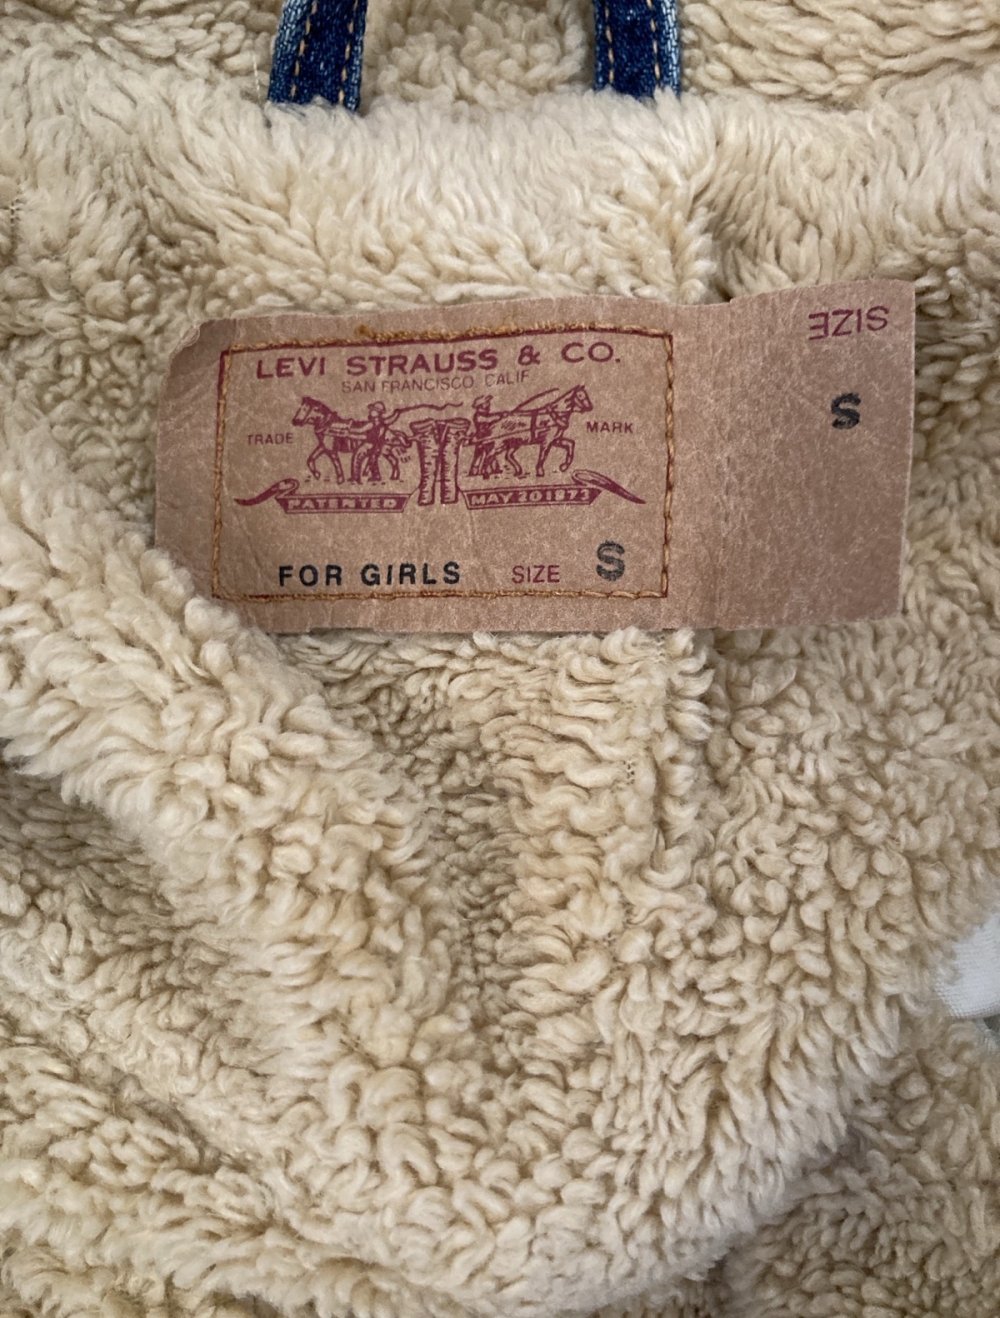 LEVI STRAUSS & CO.
SAN FRANCISCO, CALIF
TRADE MARK
PATENTED MAY 20 1873
FOR GIRLS SIZE S
SIZE
S